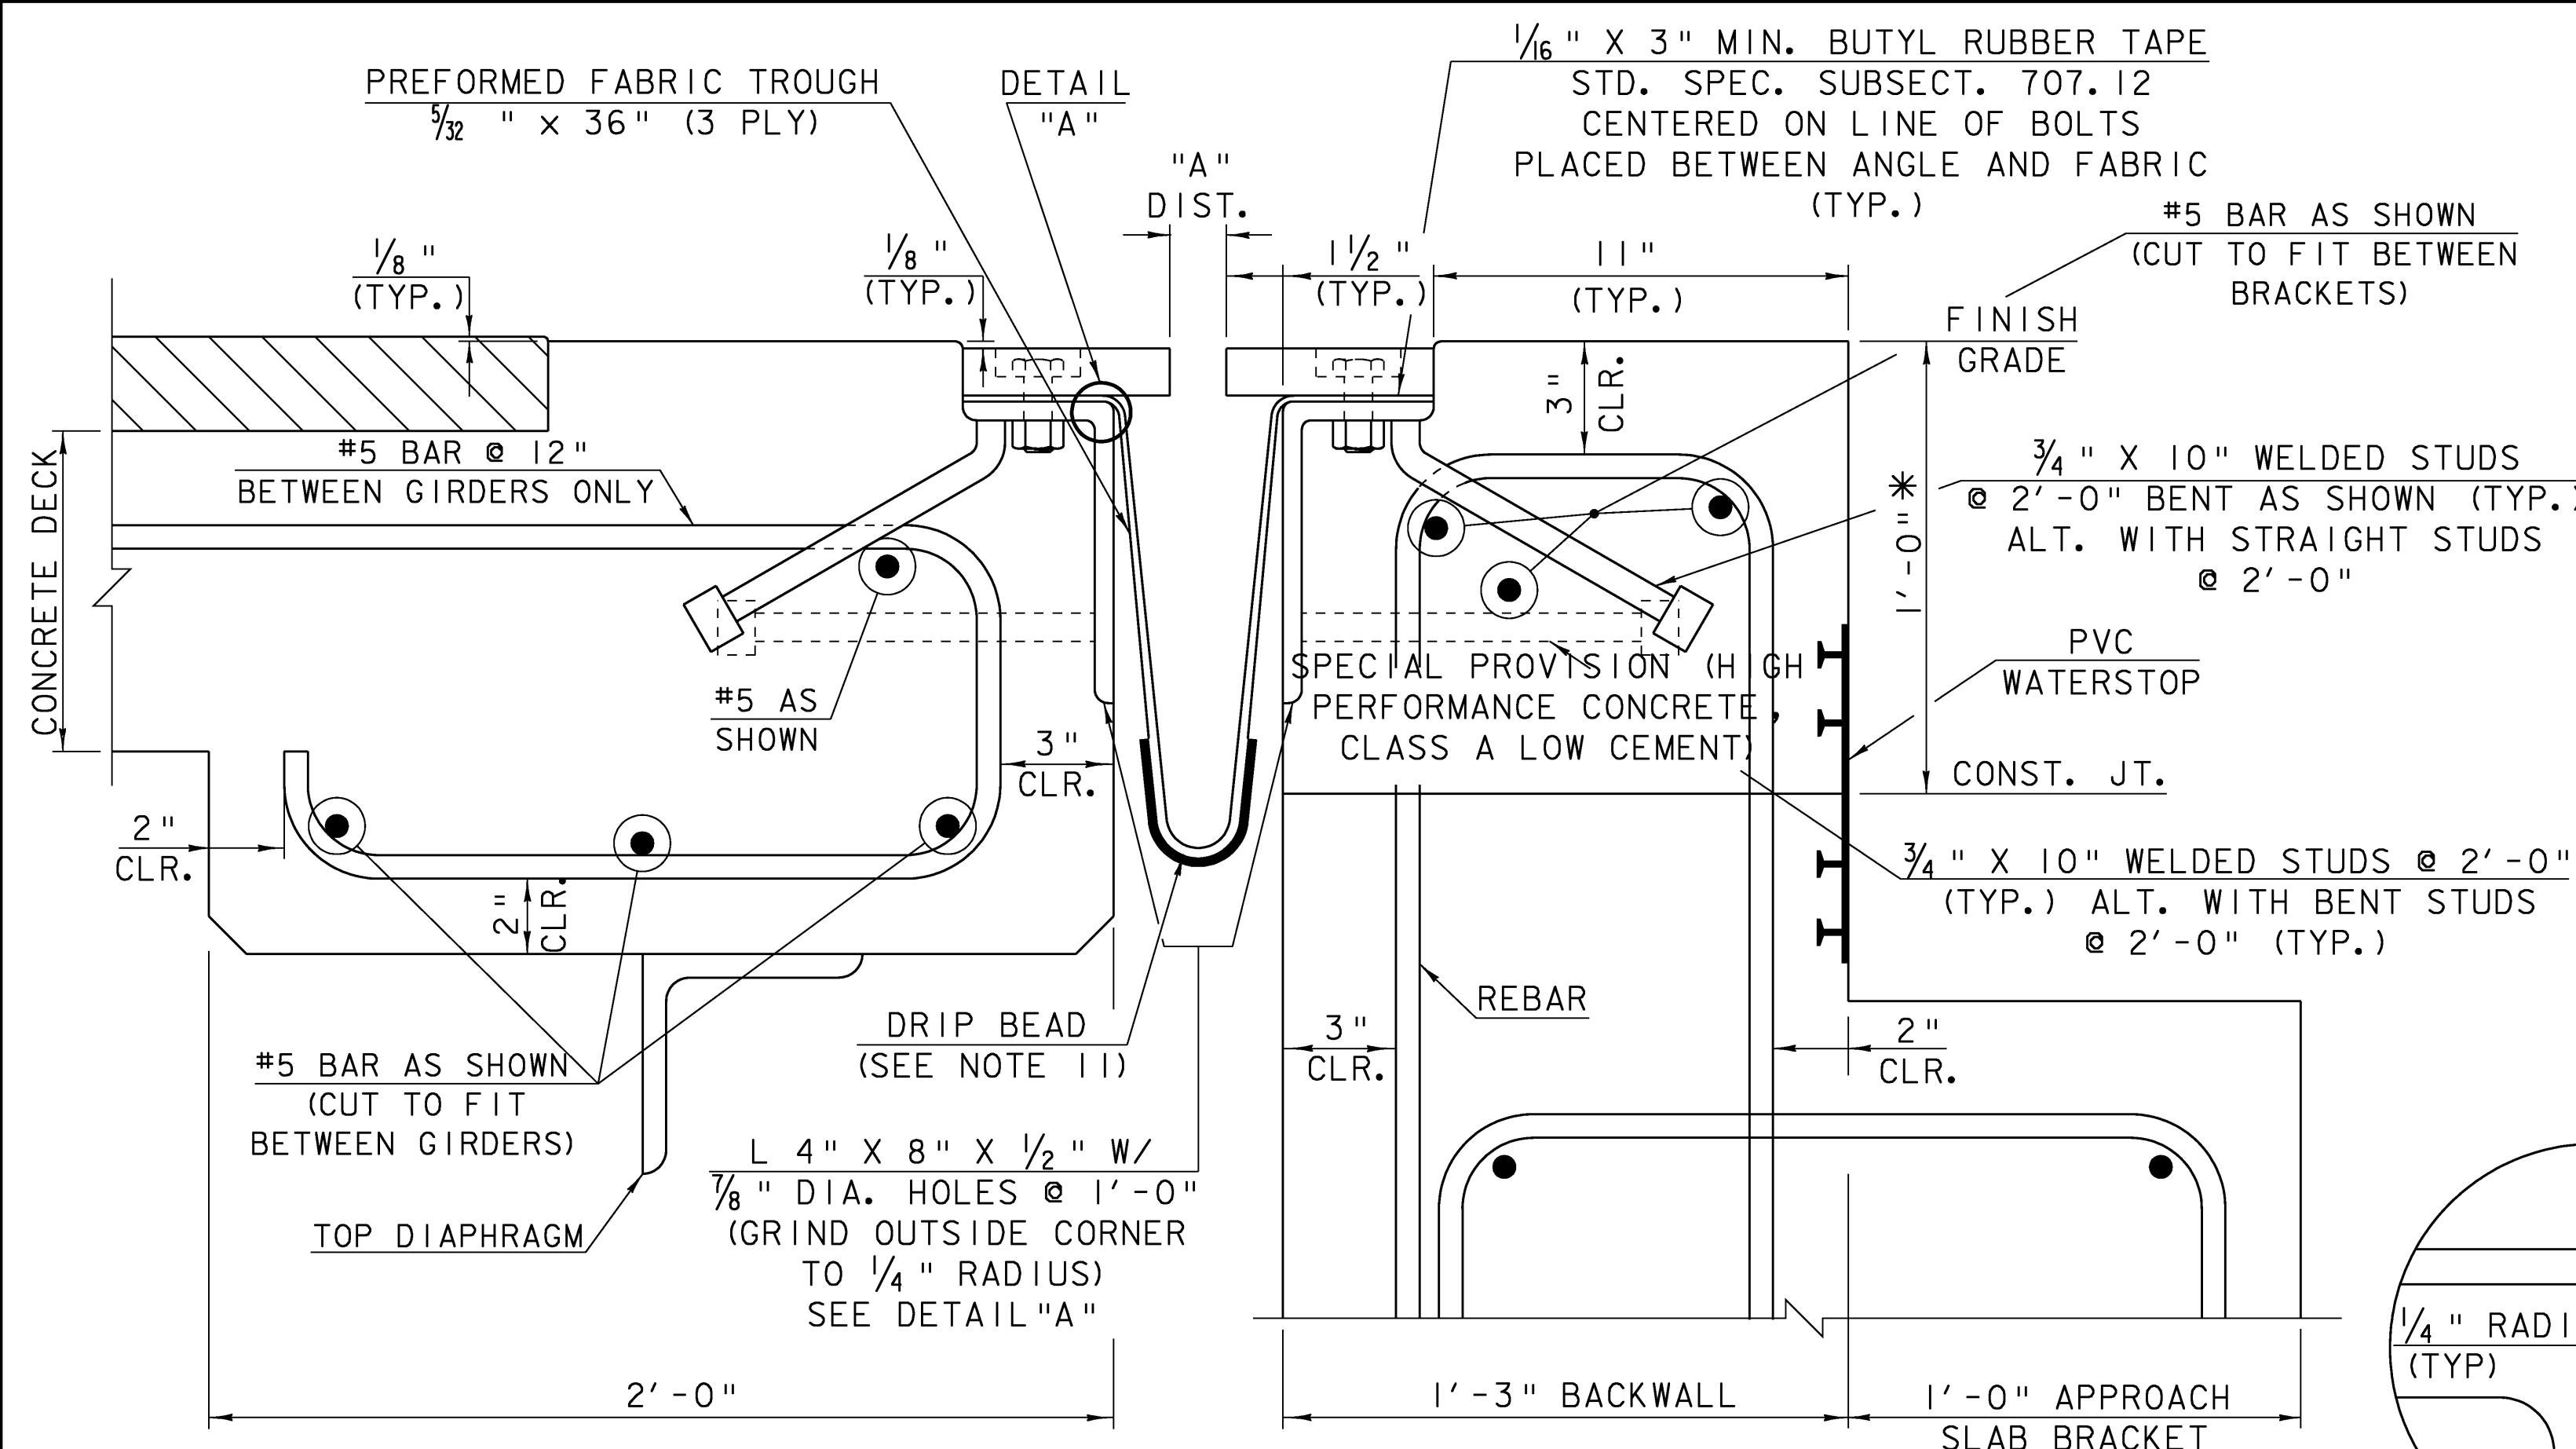 PREFORMED FABRIC TROUGH
5/32 " x 36" (3 PLY)
DETAIL
"A"
1/16 " X 3" MIN. BUTYL RUBBER TAPE
STD. SPEC. SUBSECT. 707.12
CENTERED ON LINE OF BOLTS
PLACED BETWEEN ANGLE AND FABRIC
(TYP.)
"A"
DIST.
#5 BAR AS SHOWN
(CUT TO FIT BETWEEN
BRACKETS)
1/8 "
(TYP.)
1/8 "
(TYP.)
1 1/2 "
(TYP.)
11"
(TYP.)
FINISH
GRADE
3"
CLR.
CONCRETE DECK
#5 BAR @ 12"
BETWEEN GIRDERS ONLY
1'-0" *
3/4 " X 10" WELDED STUDS
@ 2'-0" BENT AS SHOWN (TYP.)
ALT. WITH STRAIGHT STUDS
@ 2'-0"
PVC
WATERSTOP
#5 AS
SHOWN
SPECIAL PROVISION (HIGH
PERFORMANCE CONCRETE,
CLASS A LOW CEMENT)
3"
CLR.
CONST. JT.
2"
CLR.
2"
CLR.
3/4 " X 10" WELDED STUDS @ 2'-0"
(TYP.) ALT. WITH BENT STUDS
@ 2'-0" (TYP.)
REBAR
DRIP BEAD
(SEE NOTE 11)
3"
CLR.
2"
CLR.
#5 BAR AS SHOWN
(CUT TO FIT
BETWEEN GIRDERS)
TOP DIAPHRAGM
L 4" X 8" X 1/2 " W/
7/8 " DIA. HOLES @ 1'-0"
(GRIND OUTSIDE CORNER
TO 1/4 " RADIUS)
SEE DETAIL "A"
1/4 " RADI
(TYP)
2'-0"
1'-3" BACKWALL
1'-0" APPROACH
SLAB BRACKET